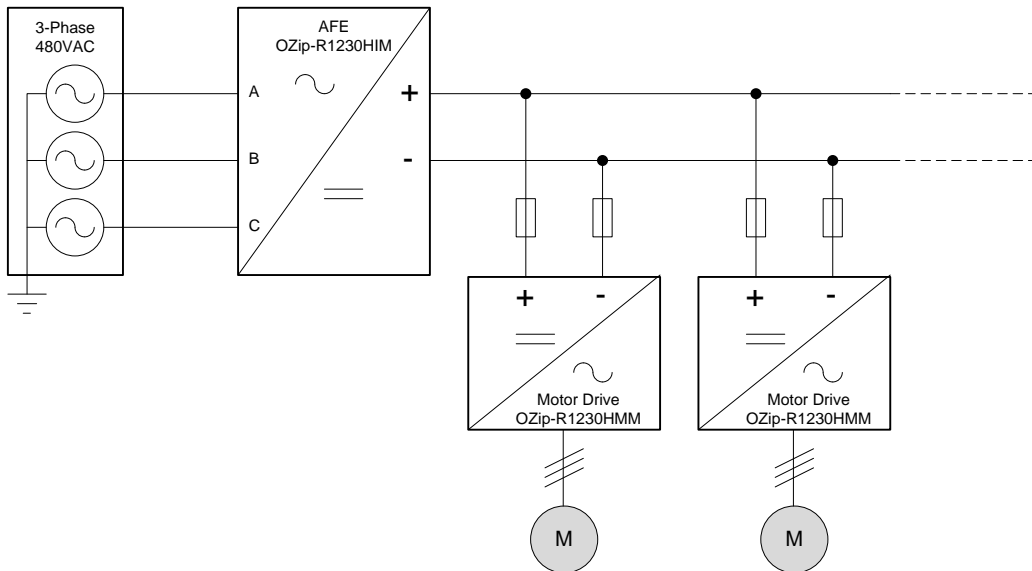 3-Phase
480VAC
AFE
OZip-R1230HIM
A
+
B
-
C
+
-
+
-
Motor Drive
OZip-R1230HMM
Motor Drive
OZip-R1230HMM
M
M